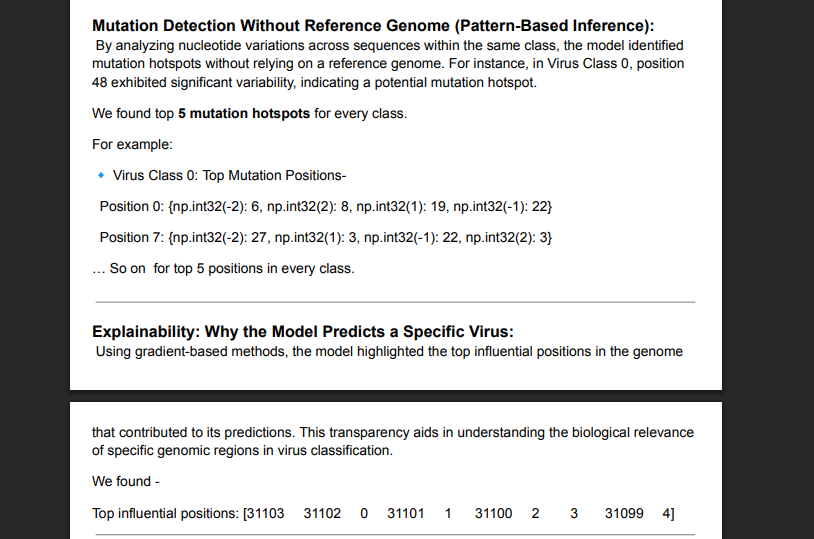 Mutation Detection Without Reference Genome (Pattern-Based Inference):
By analyzing nucleotide variations across sequences within the same class, the model identified
mutation hotspots without relying on a reference genome. For instance, in Virus Class 0, position
48 exhibited significant variability, indicating a potential mutation hotspot.
We found top 5 mutation hotspots for every class.
For example:
🔹 Virus Class 0: Top Mutation Positions-
Position 0: {np.int32(-2): 6, np.int32(2): 8, np.int32(1): 19, np.int32(-1): 22}
Position 7: {np.int32(-2): 27, np.int32(1): 3, np.int32(-1): 22, np.int32(2): 3}
… So on for top 5 positions in every class.
Explainability: Why the Model Predicts a Specific Virus:
Using gradient-based methods, the model highlighted the top influential positions in the genome
that contributed to its predictions. This transparency aids in understanding the biological relevance
of specific genomic regions in virus classification.
We found -
Top influential positions: [31103 31102 0 31101 1 31100 2 3 31099 4]